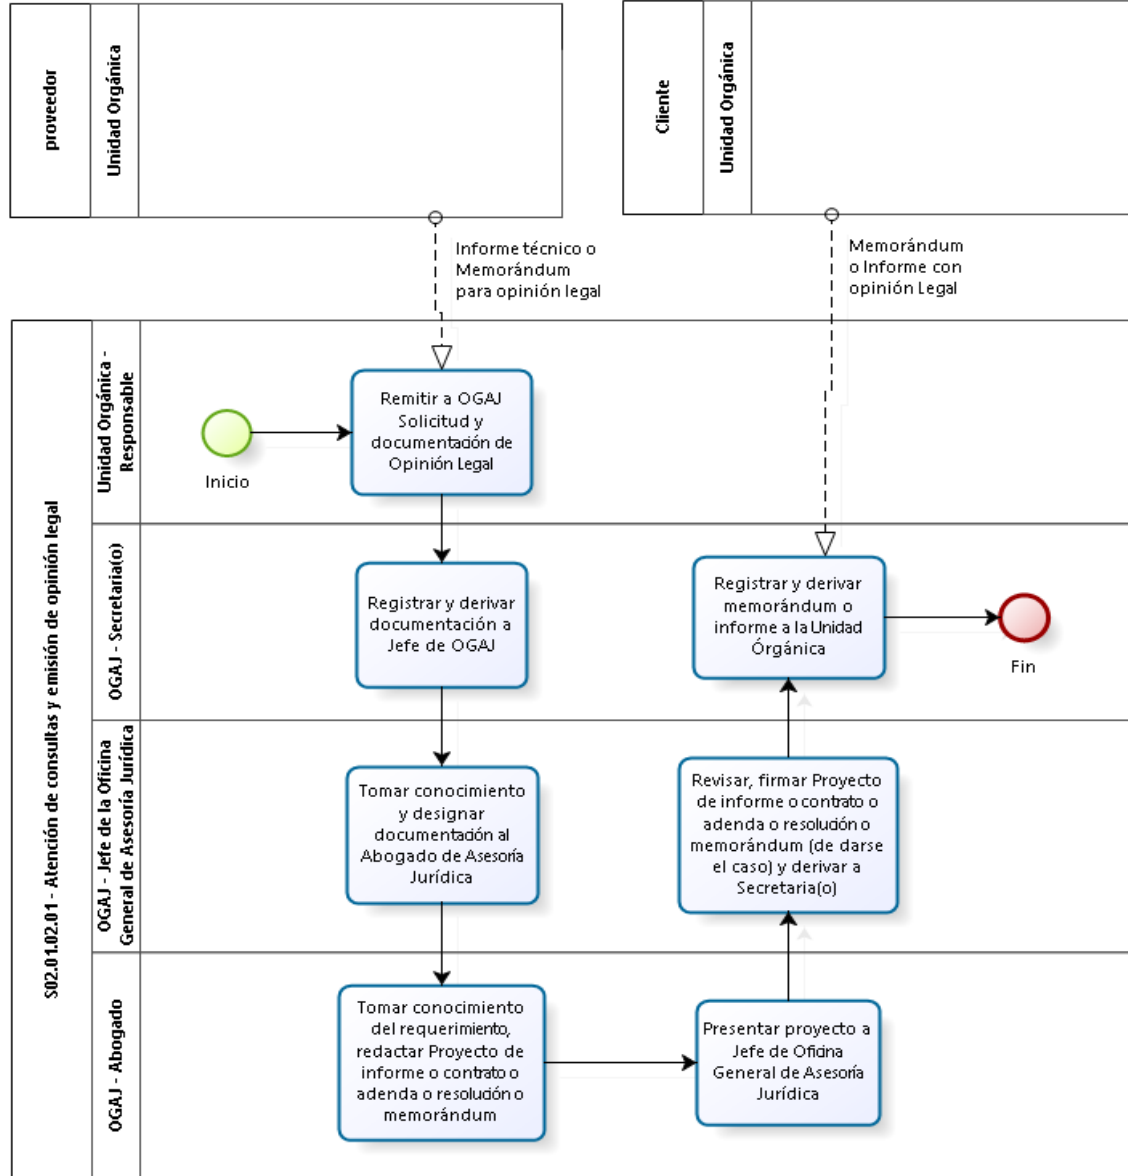 proveedor
Unidad Orgánica
Cliente
Unidad Orgánica
Informe técnico o
Memorándum
para opinión legal
Memorándum
o Informe con
opinión Legal
S02.01.02.01 - Atención de consultas y emisión de opinión legal
Unidad Orgánica -
Responsable
Inicio
Remitir a OGAJ
Solicitud y
documentación de
Opinión Legal
OGAJ - Secretaria(o)
Registrar y derivar
documentación a
Jefe de OGAJ
Registrar y derivar
memorándum o
informe a la Unidad
Órgánica
Fin
OGAJ - Jefe de la Oficina
General de Asesoría Jurídica
Tomar conocimiento
y designar
documentación al
Abogado de Asesoría
Jurídica
Revisar, firmar Proyecto
de informe o contrato o
adenda o resolución o
memorándum (de darse
el caso) y derivar a
Secretaria(o)
OGAJ - Abogado
Tomar conocimiento
del requerimiento,
redactar Proyecto de
informe o contrato o
adenda o resolución o
memorándum
Presentar proyecto a
Jefe de Oficina
General de Asesoría
Jurídica